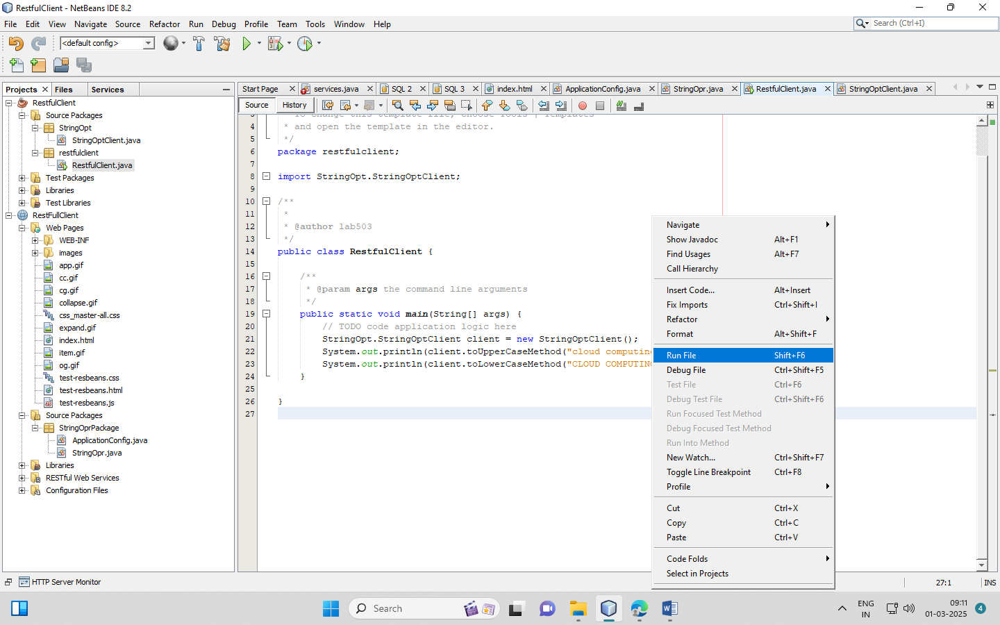 RestfulClient - NetBeans IDE 8.2
File Edit View Navigate Source Refactor Run Debug Profile Team Tools Window Help
Search (Ctrl+I)
<default config>
Projects Files Services
RestfulClient
Source Packages
StringOpt
StringOptClient.java
restfulclient
RestfulClient.java
Test Packages
Libraries
Test Libraries
RestFullClient
Web Pages
WEB-INF
images
app.gif
cc.gif
cg.gif
collapse.gif
css_master-all.css
expand.gif
index.html
item.gif
og.gif
test-resbeans.css
test-resbeans.html
test-resbeans.js
Source Packages
StringOprPackage
ApplicationConfig.java
StringOpr.java
Libraries
RESTful Web Services
Configuration Files
Start Page services.java SQL 2 SQL 3 index.html ApplicationConfig.java StringOpr.java RestfulClient.java StringOptClient.java
Source History
3 * To change this template file, choose Tools | Templates
4 * and open the template in the editor.
5 */
6 package restfulclient;
7
8 import StringOpt.StringOptClient;
9
10 /**
11 *
12 * @author lab503
13 */
14 public class RestfulClient {
15
16 /**
17 * @param args the command line arguments
18 */
19 public static void main(String[] args) {
20 // TODO code application logic here
21 StringOpt.StringOptClient client = new StringOptClient();
22 System.out.println(client.toUpperCaseMethod("cloud computing
23 System.out.println(client.toLowerCaseMethod("CLOUD COMPUTING
24 }
25
26 }
27
Navigate
Show Javadoc Alt+F1
Find Usages Alt+F7
Call Hierarchy
Insert Code... Alt+Insert
Fix Imports Ctrl+Shift+I
Refactor
Format Alt+Shift+F
Run File Shift+F6
Debug File Ctrl+Shift+F5
Test File Ctrl+F6
Debug Test File Ctrl+Shift+F6
Run Focused Test Method
Debug Focused Test Method
Run Into Method
New Watch... Ctrl+Shift+F7
Toggle Line Breakpoint Ctrl+F8
Profile
Cut Ctrl+X
Copy Ctrl+C
Paste Ctrl+V
Code Folds
Select in Projects
HTTP Server Monitor
27:1 INS
Search
ENG
IN
09:11
01-03-2025
4